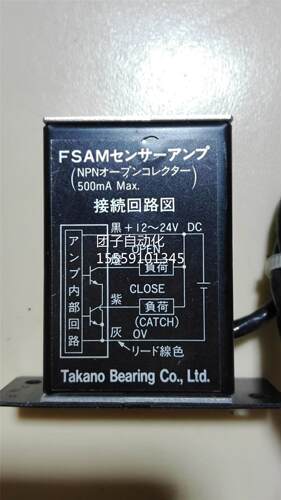 FSAMセンサーアンプ
(NPNオープンコレクター)
500mA Max.
接続回路図
黒 +12〜24V DC
团子自动化
OPEN
15559101345
負荷
CLOSE
アンプ内部回路
紫
負荷
(CATCH)
灰 0V
リード線色
Takano Bearing Co., Ltd.